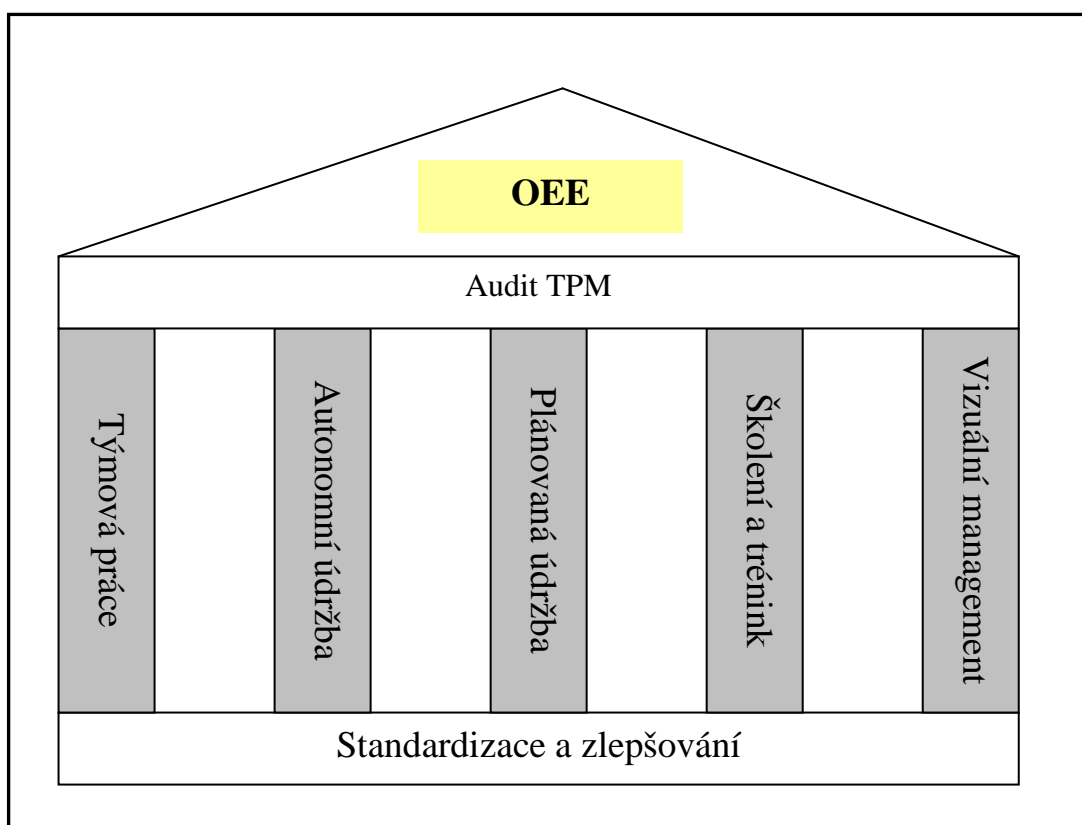 OEE
Audit TPM
Týmová práce
Autonomní údržba
Plánovaná údržba
Školení a trénink
Vizuální management
Standardizace a zlepšování